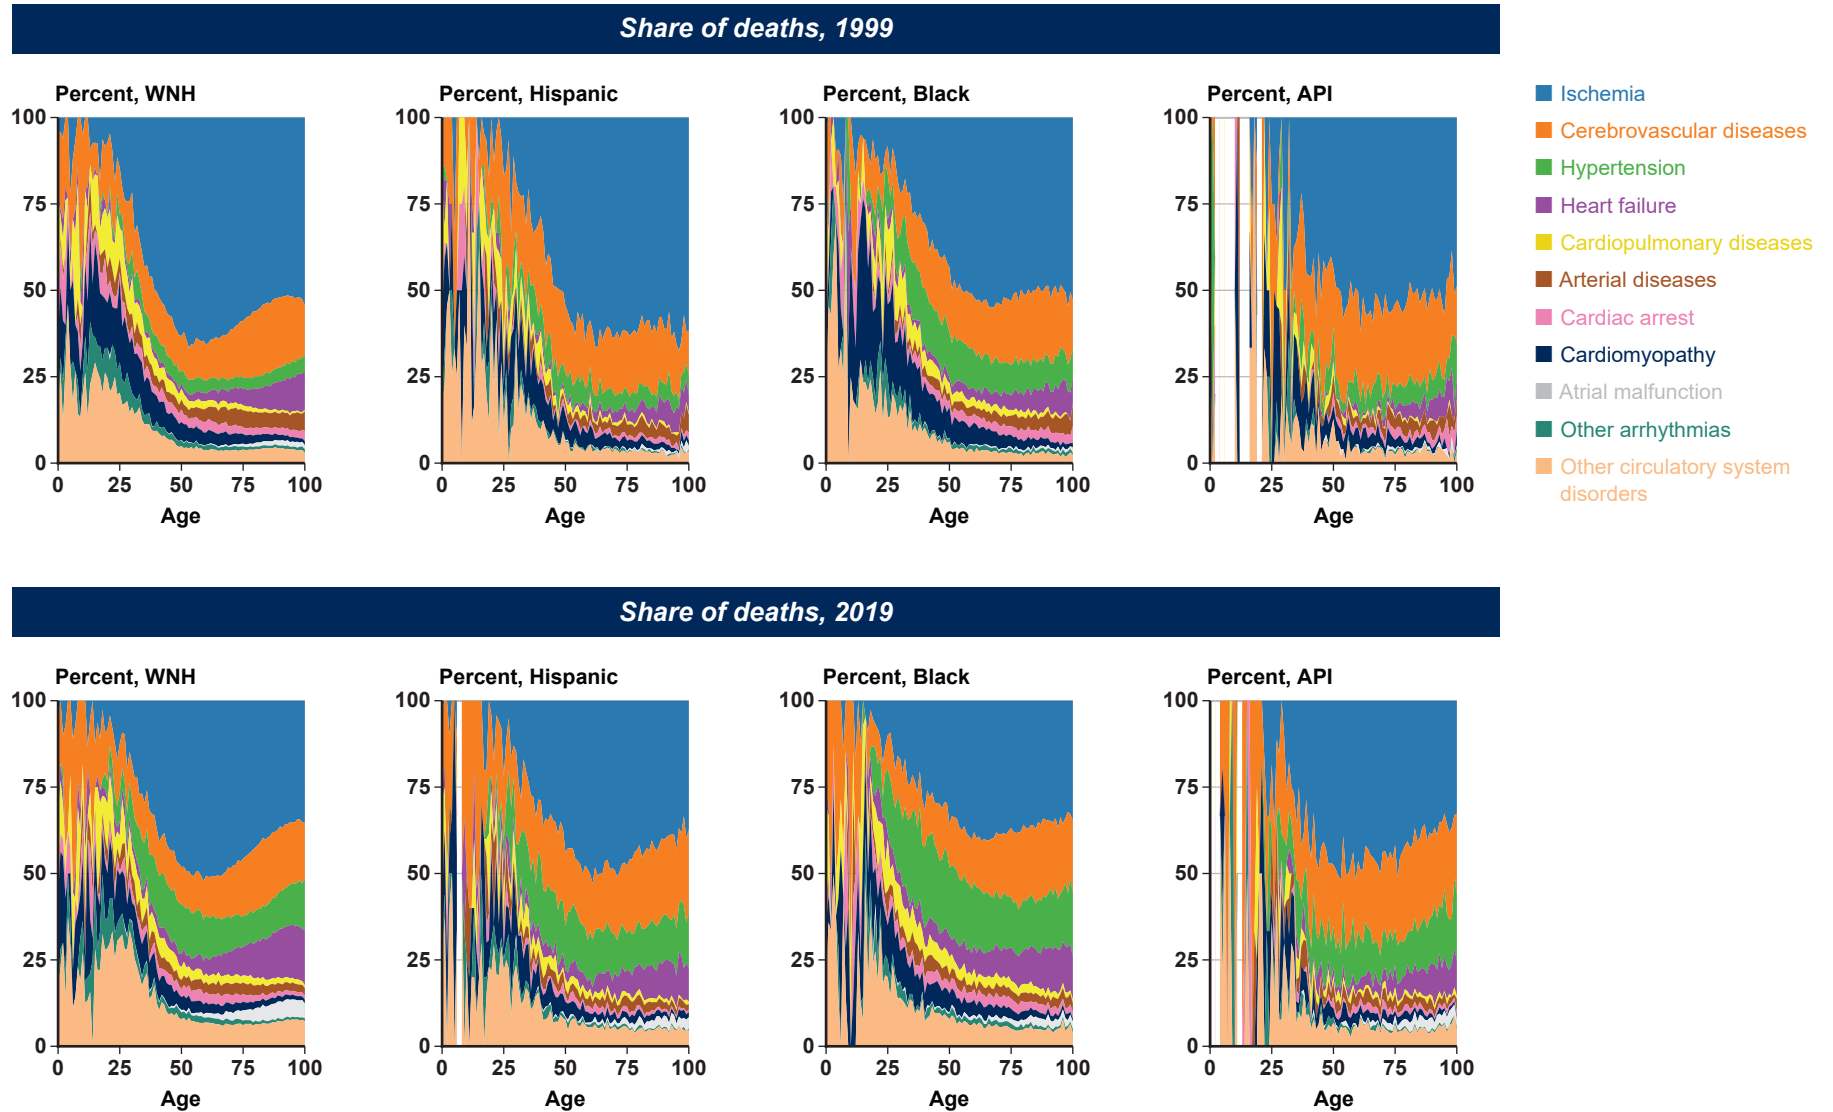 Share of deaths, 1999
Percent, WNH
Percent, Hispanic
Percent, Black
Percent, API
100
75
50
25
0
0 25 50 75 100
Age
100
75
50
25
0
0 25 50 75 100
Age
100
75
50
25
0
0 25 50 75 100
Age
100
75
50
25
0
0 25 50 75 100
Age
Ischemia
Cerebrovascular diseases
Hypertension
Heart failure
Cardiopulmonary diseases
Arterial diseases
Cardiac arrest
Cardiomyopathy
Atrial malfunction
Other arrhythmias
Other circulatory system
disorders
Share of deaths, 2019
Percent, WNH
Percent, Hispanic
Percent, Black
Percent, API
100
75
50
25
0
0 25 50 75 100
Age
100
75
50
25
0
0 25 50 75 100
Age
100
75
50
25
0
0 25 50 75 100
Age
100
75
50
25
0
0 25 50 75 100
Age